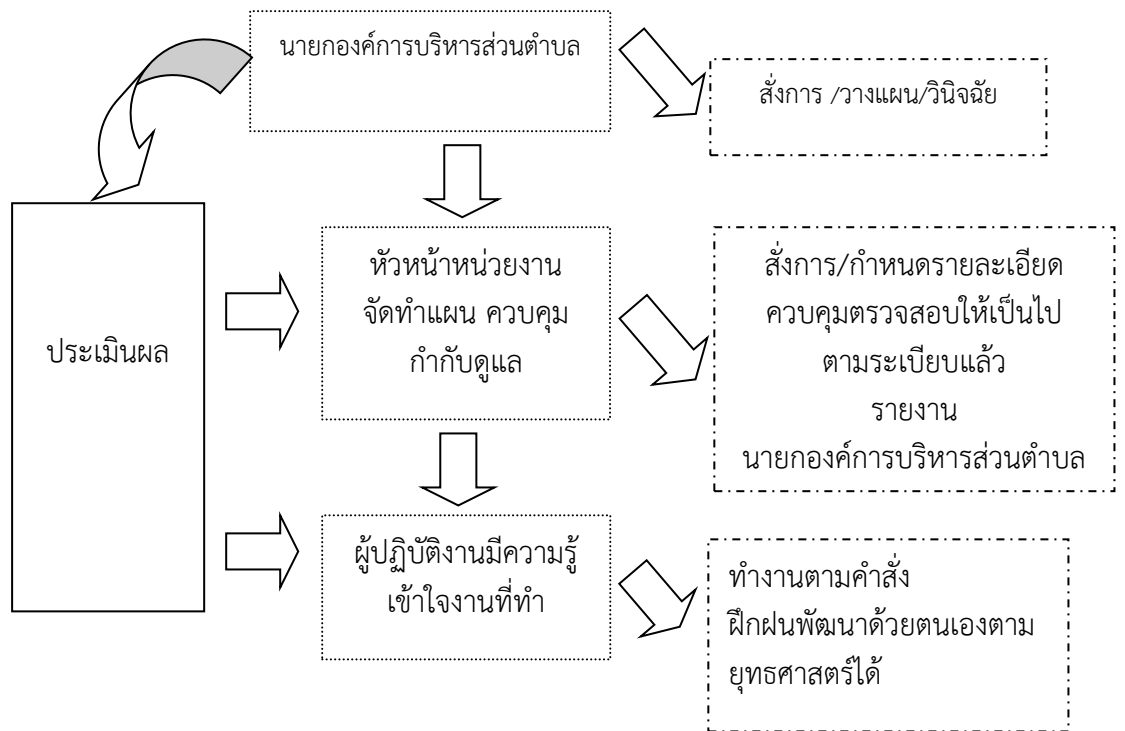 นายกองค์การบริหารส่วนตำบล
สั่งการ /วางแผน/วินิจฉัย
ประเมินผล
หัวหน้าหน่วยงาน
จัดทำแผน ควบคุม
กำกับดูแล
สั่งการ/กำหนดรายละเอียด
ควบคุมตรวจสอบให้เป็นไป
ตามระเบียบแล้ว
รายงาน
นายกองค์การบริหารส่วนตำบล
ผู้ปฏิบัติงานมีความรู้
เข้าใจงานที่ทำ
ทำงานตามคำสั่ง
ฝึกฝนพัฒนาด้วยตนเองตาม
ยุทธศาสตร์ได้